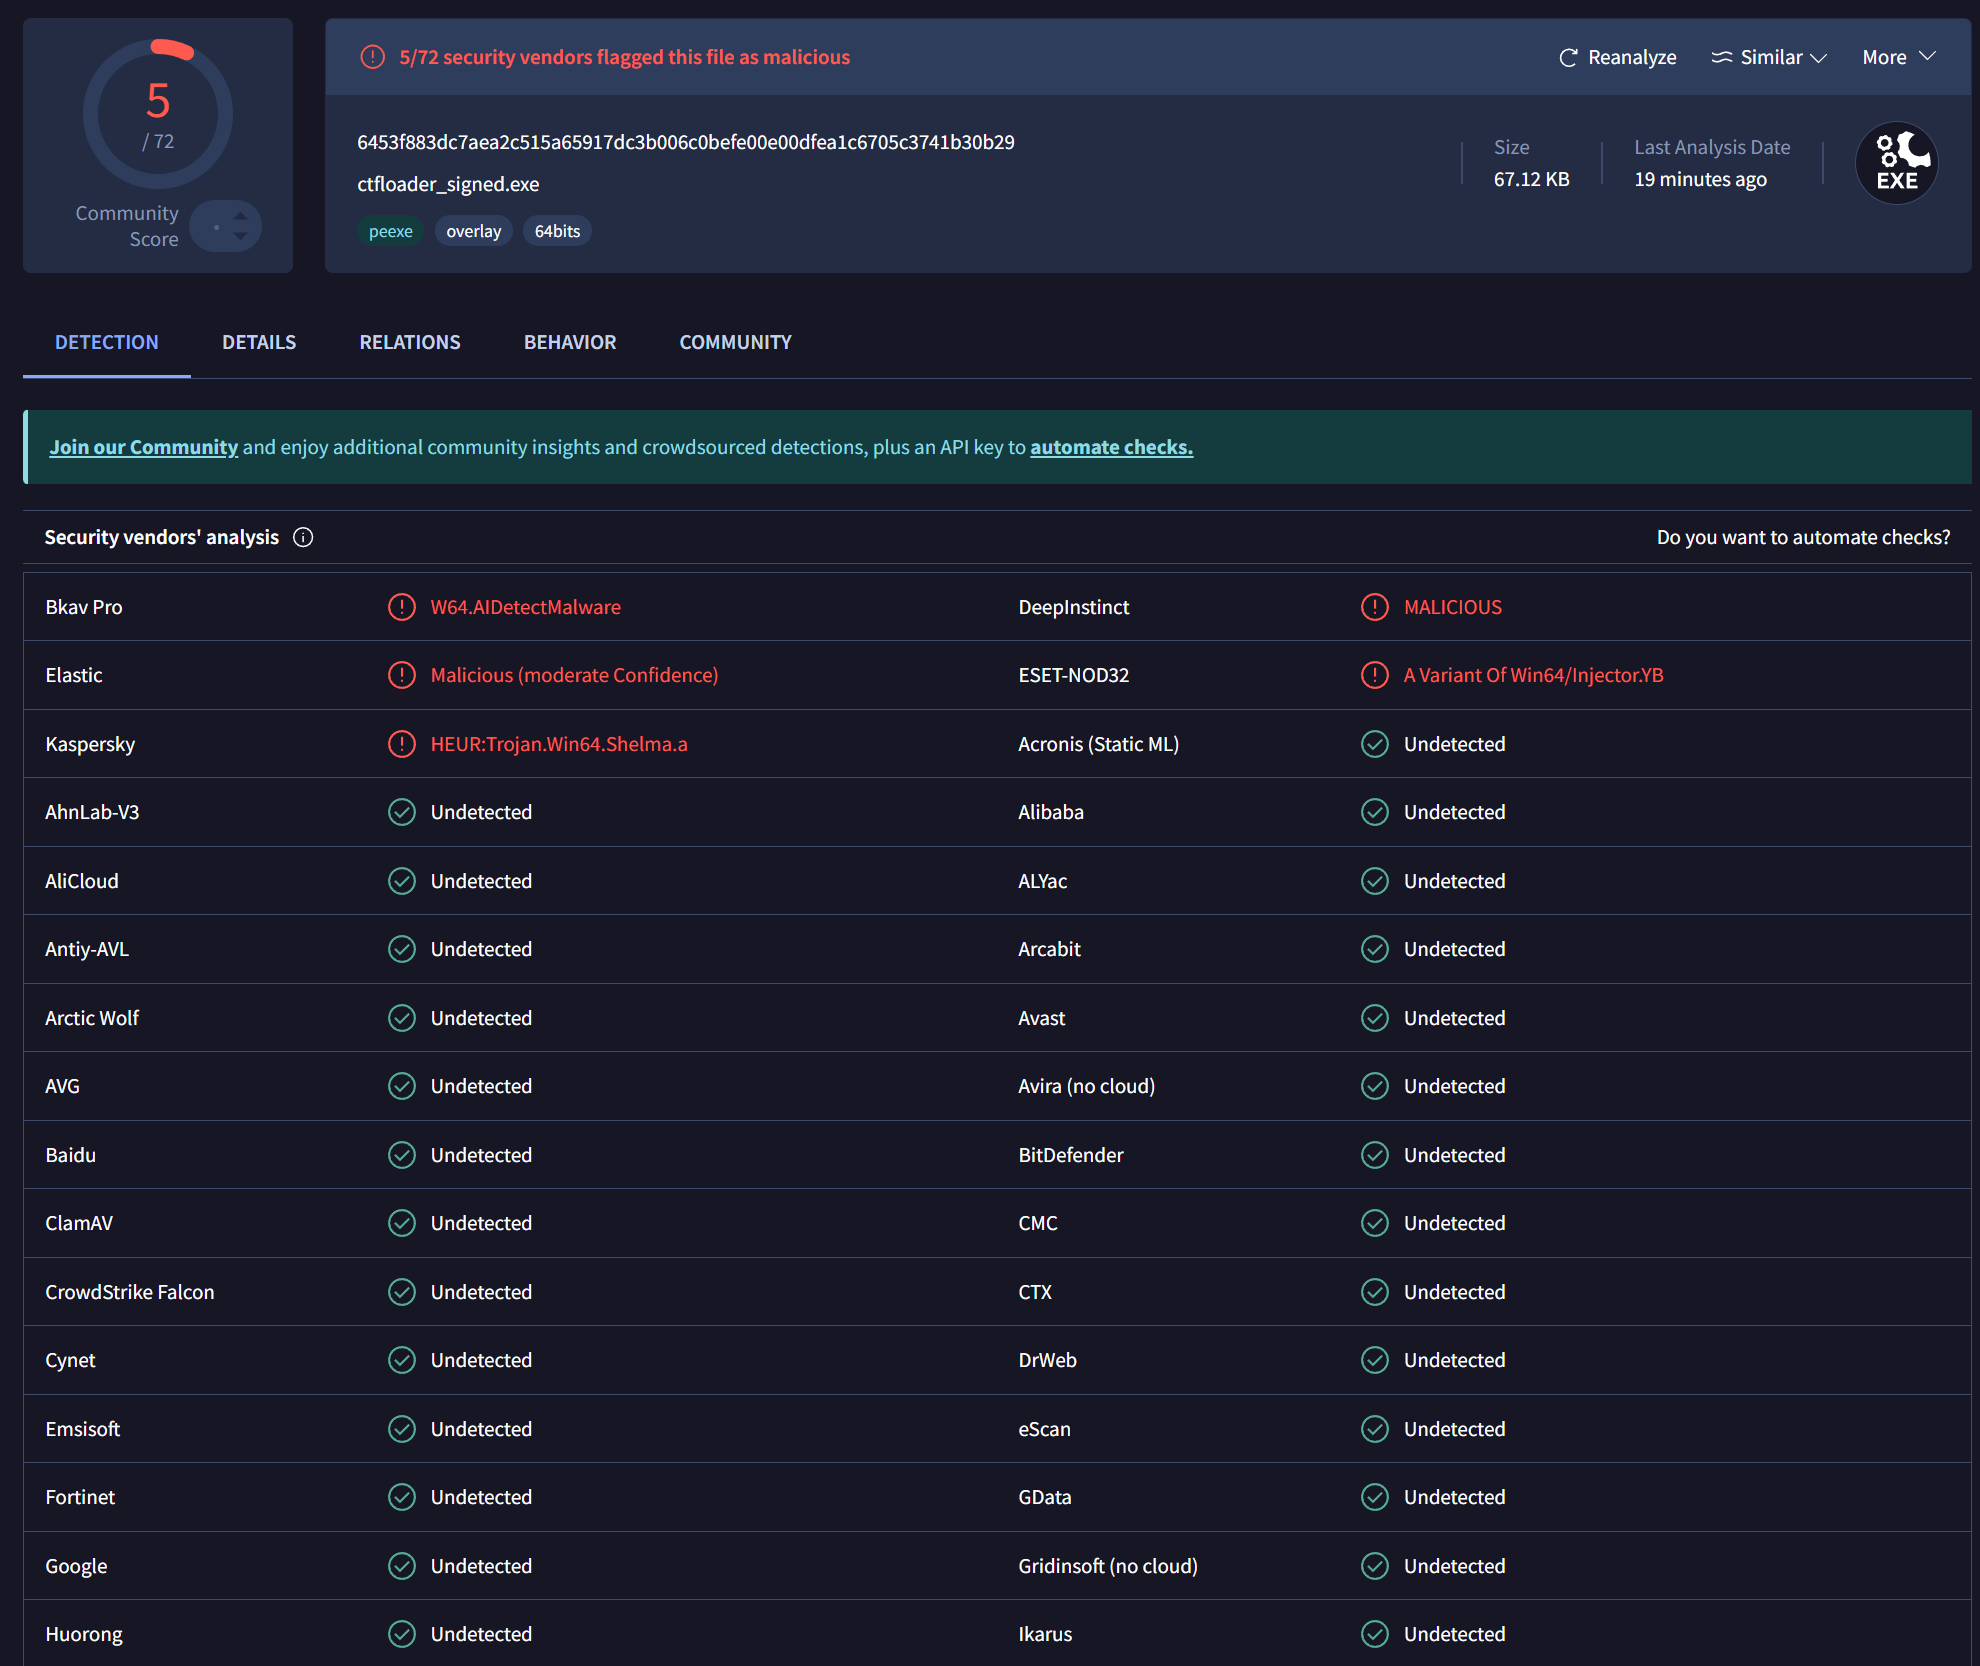 5
/ 72
Community
Score
5/72 security vendors flagged this file as malicious
Reanalyze
Similar
More
6453f883dc7aea2c515a65917dc3b006c0befe00e00dfea1c6705c3741b30b29
ctfloader_signed.exe
peexe overlay 64bits
Size
67.12 KB
Last Analysis Date
19 minutes ago
EXE
DETECTION DETAILS RELATIONS BEHAVIOR COMMUNITY
Join our Community and enjoy additional community insights and crowdsourced detections, plus an API key to automate checks.
Security vendors' analysis Do you want to automate checks?
Bkav Pro W64.AIDetectMalware DeepInstinct MALICIOUS
Elastic Malicious (moderate Confidence) ESET-NOD32 A Variant Of Win64/Injector.YB
Kaspersky HEUR:Trojan.Win64.Shelma.a Acronis (Static ML) Undetected
AhnLab-V3 Undetected Alibaba Undetected
AliCloud Undetected ALYac Undetected
Antiy-AVL Undetected Arcabit Undetected
Arctic Wolf Undetected Avast Undetected
AVG Undetected Avira (no cloud) Undetected
Baidu Undetected BitDefender Undetected
ClamAV Undetected CMC Undetected
CrowdStrike Falcon Undetected CTX Undetected
Cynet Undetected DrWeb Undetected
Emsisoft Undetected eScan Undetected
Fortinet Undetected GData Undetected
Google Undetected Gridinsoft (no cloud) Undetected
Huorong Undetected Ikarus Undetected